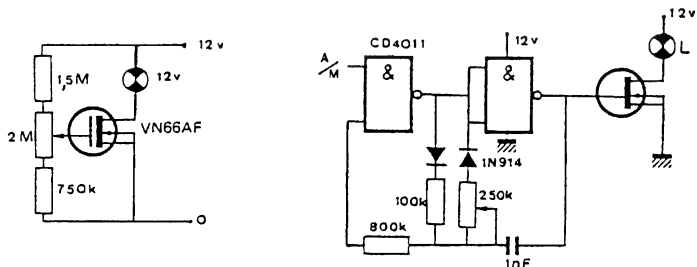 12v
1,5M
12v
VN66AF
2M
750k
0
A/M
CD4011
&
12v
&
12v
L
1N914
100k
250k
800k
1nF